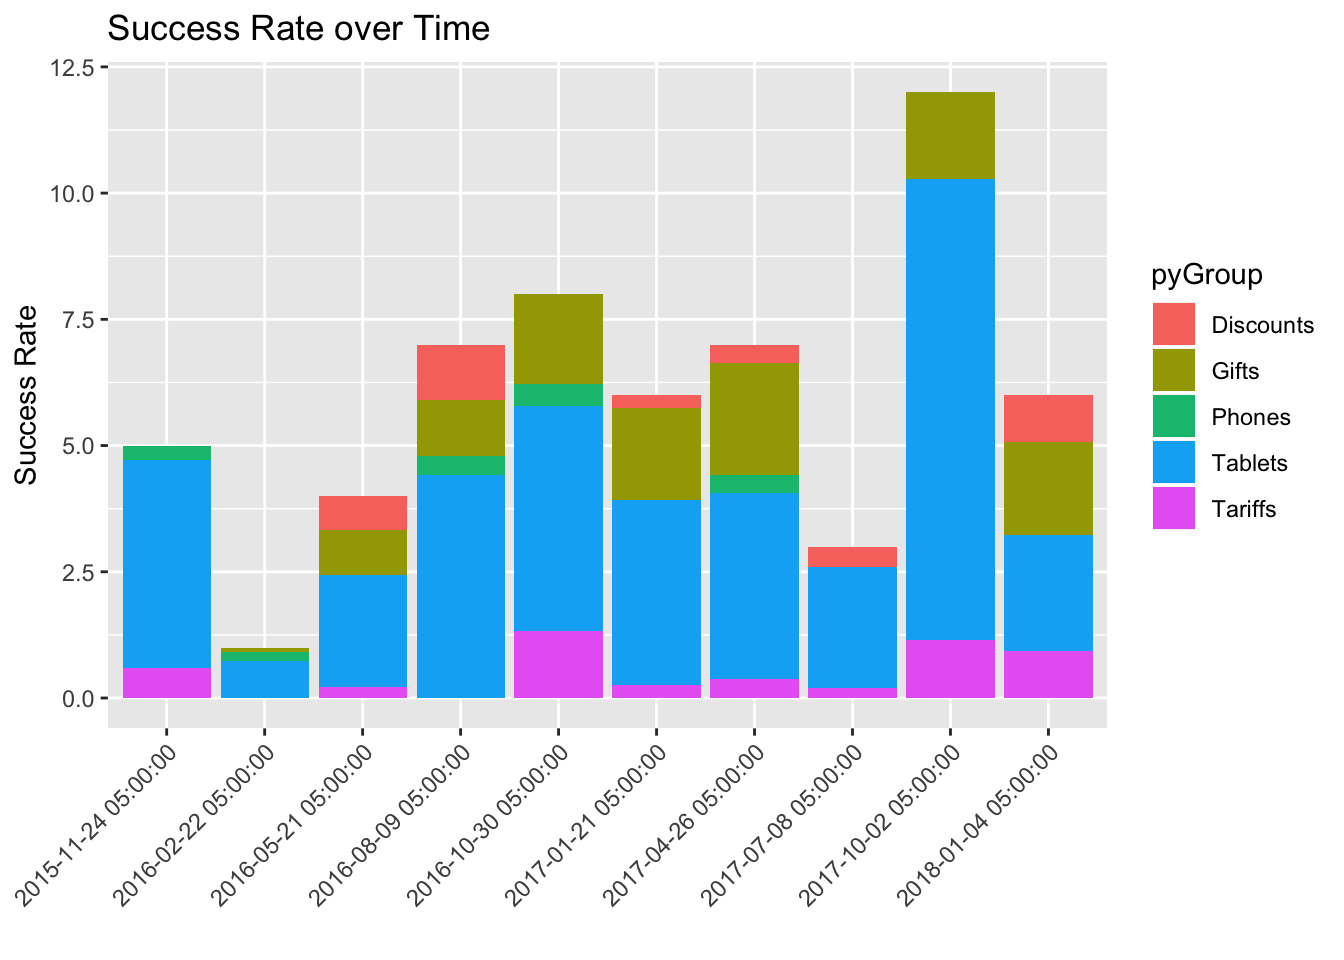 Success Rate over Time
12.5
10.0
7.5
5.0
2.5
0.0
Success Rate
2015-11-24 05:00:00
2016-02-22 05:00:00
2016-05-21 05:00:00
2016-08-09 05:00:00
2016-10-30 05:00:00
2017-01-21 05:00:00
2017-04-26 05:00:00
2017-07-08 05:00:00
2017-10-02 05:00:00
2018-01-04 05:00:00
pyGroup
Discounts
Gifts
Phones
Tablets
Tariffs